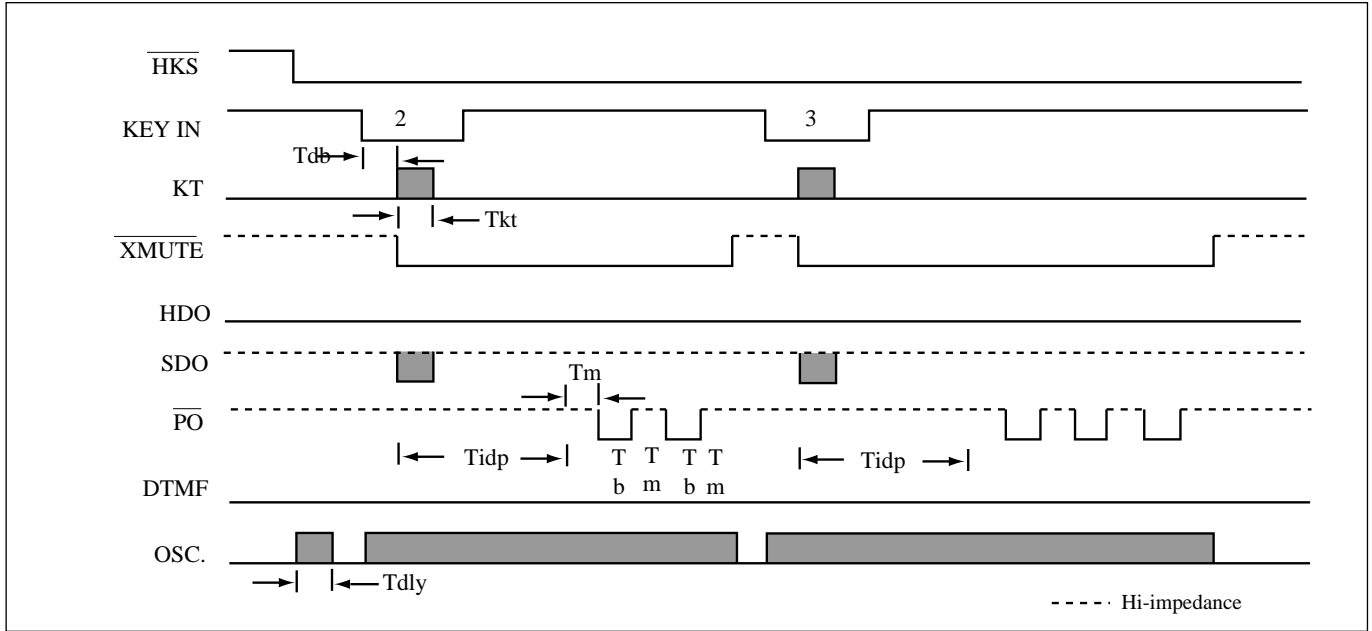 HKS
KEY IN 2 3
Tdb
KT
Tkt
XMUTE
HDO
SDO
Tm
PO
Tidp T b T m T b T m Tidp
DTMF
OSC.
Tdly
Hi-impedance